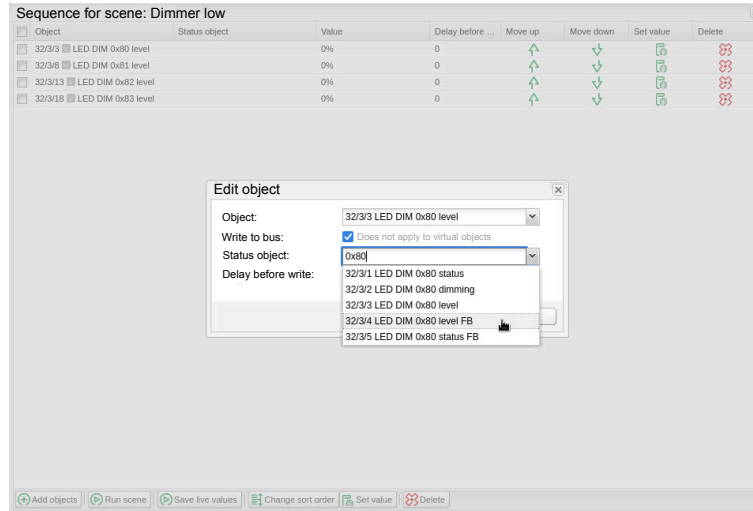 Sequence for scene: Dimmer low
Object Status object Value Delay before ... Move up Move down Set value Delete
32/3/3 LED DIM 0x80 level 0% 0
32/3/8 LED DIM 0x81 level 0% 0
32/3/13 LED DIM 0x82 level 0% 0
32/3/18 LED DIM 0x83 level 0% 0
Edit object
Object: 32/3/3 LED DIM 0x80 level
Write to bus: Does not apply to virtual objects
Status object: 0x80
Delay before write:
32/3/1 LED DIM 0x80 status
32/3/2 LED DIM 0x80 dimming
32/3/3 LED DIM 0x80 level
32/3/4 LED DIM 0x80 level FB
32/3/5 LED DIM 0x80 status FB
Add objects Run scene Save live values Change sort order Set value Delete